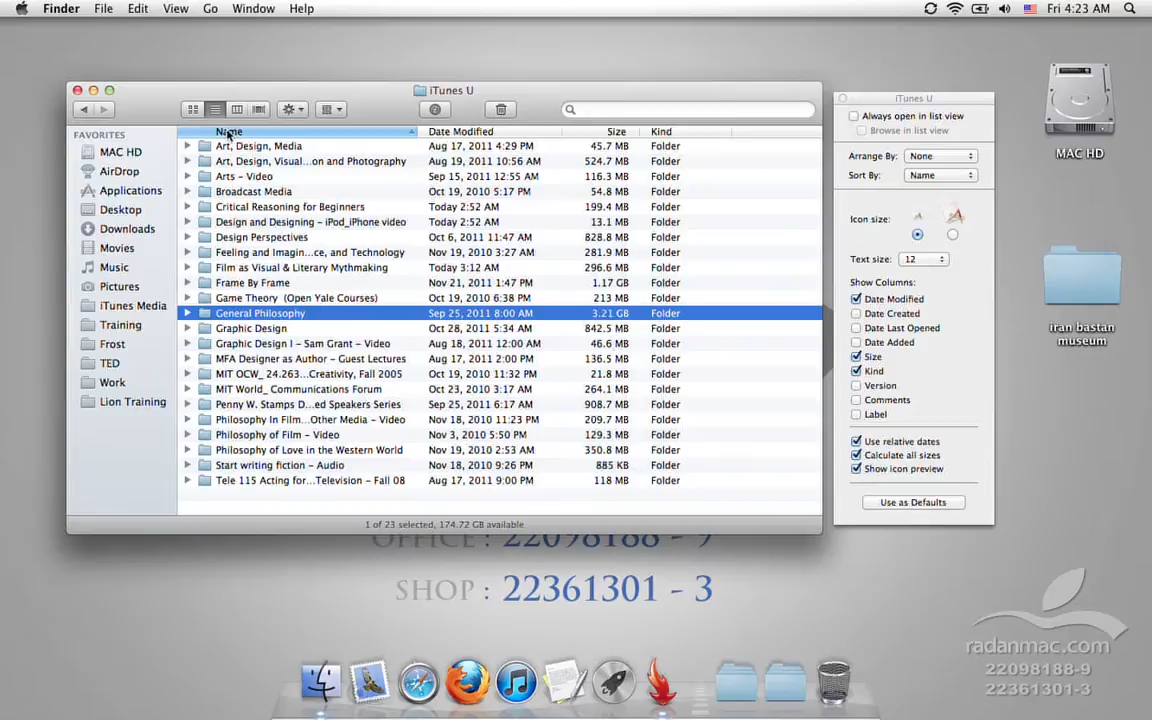 Finder File Edit View Go Window Help Fri 4:23 AM
iTunes U
Name Date Modified Size Kind
FAVORITES
MAC HD
AirDrop
Applications
Desktop
Downloads
Movies
Music
Pictures
iTunes Media
Training
Frost
TED
Work
Lion Training
Art, Design, Media Aug 17, 2011 4:29 PM 45.7 MB Folder
Art, Design, Visual...on and Photography Aug 19, 2011 10:56 AM 524.7 MB Folder
Arts – Video Sep 15, 2011 12:55 AM 116.3 MB Folder
Broadcast Media Oct 19, 2010 5:17 PM 54.8 MB Folder
Critical Reasoning for Beginners Today 2:52 AM 199.4 MB Folder
Design and Designing – iPod_iPhone video Today 2:52 AM 13.1 MB Folder
Design Perspectives Oct 6, 2011 11:47 AM 828.8 MB Folder
Feeling and Imagin...ce, and Technology Nov 19, 2010 3:27 AM 281.9 MB Folder
Film as Visual & Literary Mythmaking Today 3:12 AM 296.6 MB Folder
Frame By Frame Nov 21, 2011 1:47 PM 1.17 GB Folder
Game Theory (Open Yale Courses) Oct 19, 2010 6:38 PM 213 MB Folder
General Philosophy Sep 25, 2011 8:00 AM 3.21 GB Folder
Graphic Design Oct 28, 2011 5:34 AM 842.5 MB Folder
Graphic Design I – Sam Grant – Video Aug 18, 2011 12:00 AM 46.6 MB Folder
MFA Designer as Author – Guest Lectures Aug 17, 2011 2:00 PM 136.5 MB Folder
MIT OCW_ 24.263...Creativity, Fall 2005 Oct 19, 2010 11:32 PM 21.8 MB Folder
MIT World_ Communications Forum Oct 23, 2010 3:17 AM 264.1 MB Folder
Penny W. Stamps D...ed Speakers Series Sep 25, 2011 6:17 AM 908.7 MB Folder
Philosophy In Film...Other Media – Video Nov 18, 2010 11:23 PM 209.7 MB Folder
Philosophy of Film – Video Nov 3, 2010 5:50 PM 129.3 MB Folder
Philosophy of Love in the Western World Nov 19, 2010 2:53 AM 350.8 MB Folder
Start writing fiction – Audio Nov 18, 2010 9:26 PM 885 KB Folder
Tele 115 Acting for...Television – Fall 08 Aug 17, 2011 9:00 PM 118 MB Folder
1 of 23 selected, 174.72 GB available
iTunes U
Always open in list view
Browse in list view
Arrange By: None
Sort By: Name
Icon size:
Text size: 12
Show Columns:
Date Modified
Date Created
Date Last Opened
Date Added
Size
Kind
Version
Comments
Label
Use relative dates
Calculate all sizes
Show icon preview
Use as Defaults
MAC HD
iran bastan
museum
OFFICE : 22098188 - 9
SHOP : 22361301 - 3
radanmac.com
22098188-9
22361301-3